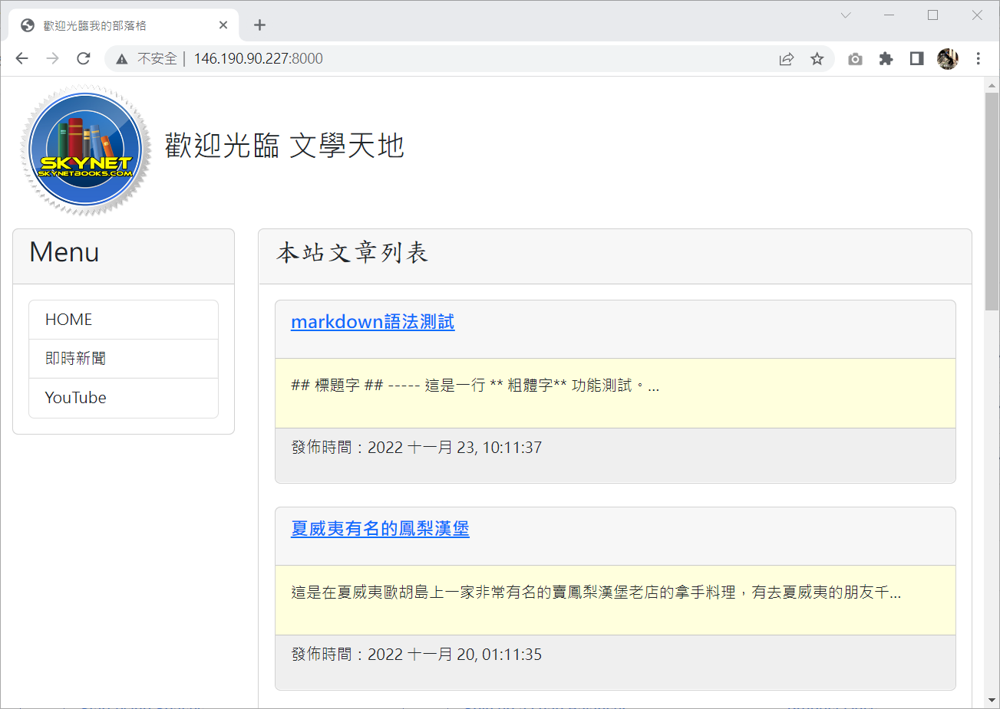 歡迎光臨我的部落格
不安全 | 146.190.90.227:8000
SKYNET
SKYNETBOOKS.COM
歡迎光臨 文學天地
Menu
HOME
即時新聞
YouTube
本站文章列表
markdown語法測試
## 標題字 ## ----- 這是一行 ** 粗體字** 功能測試。...
發佈時間：2022 十一月 23, 10:11:37
夏威夷有名的鳳梨漢堡
這是在夏威夷歐胡島上一家非常有名的賣鳳梨漢堡老店的拿手料理，有去夏威夷的朋友千...
發佈時間：2022 十一月 20, 01:11:35